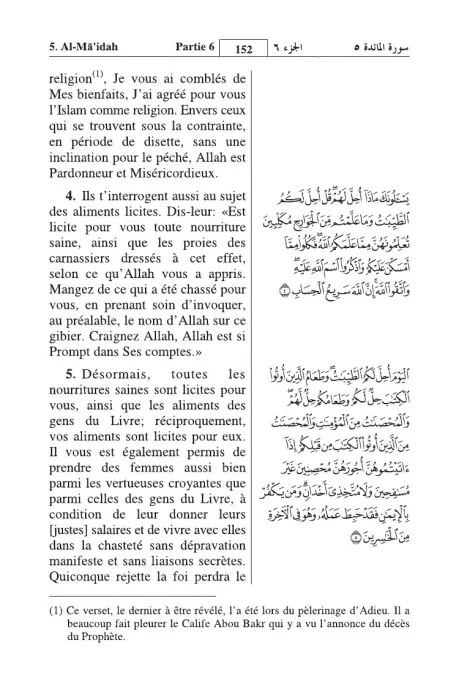 5. Al-Mā’idah Partie 6 152 الجزء ٦ سورة المائدة ٥
religion(1), Je vous ai comblés de
Mes bienfaits, J’ai agréé pour vous
l’Islam comme religion. Envers ceux
qui se trouvent sous la contrainte,
en période de disette, sans une
inclination pour le péché, Allah est
Pardonneur et Miséricordieux.
4. Ils t’interrogent aussi au sujet
des aliments licites. Dis-leur: «Est
licite pour vous toute nourriture
saine, ainsi que les proies des
carnassiers dressés à cet effet,
selon ce qu’Allah vous a appris.
Mangez de ce qui a été chassé pour
vous, en prenant soin d’invoquer,
au préalable, le nom d’Allah sur ce
gibier. Craignez Allah, Allah est si
Prompt dans Ses comptes.»
يَسْـَٔلُونَكَ مَاذَآ أُحِلَّ لَهُمْ ۖ قُلْ أُحِلَّ لَكُمُ
ٱلطَّيِّبَـٰتُ ۙ وَمَا عَلَّمْتُم مِّنَ ٱلْجَوَارِحِ مُكَلِّبِينَ
تُعَلِّمُونَهُنَّ مِمَّا عَلَّمَكُمُ ٱللَّهُ ۖ فَكُلُوا۟ مِمَّآ
أَمْسَكْنَ عَلَيْكُمْ وَٱذْكُرُوا۟ ٱسْمَ ٱللَّهِ عَلَيْهِ ۖ
وَٱتَّقُوا۟ ٱللَّهَ ۚ إِنَّ ٱللَّهَ سَرِيعُ ٱلْحِسَابِ ٤
5. Désormais, toutes les
nourritures saines sont licites pour
vous, ainsi que les aliments des
gens du Livre; réciproquement,
vos aliments sont licites pour eux.
Il vous est également permis de
prendre des femmes aussi bien
parmi les vertueuses croyantes que
parmi celles des gens du Livre, à
condition de leur donner leurs
[justes] salaires et de vivre avec elles
dans la chasteté sans dépravation
manifeste et sans liaisons secrètes.
Quiconque rejette la foi perdra le
ٱلْيَوْمَ أُحِلَّ لَكُمُ ٱلطَّيِّبَـٰتُ ۖ وَطَعَامُ ٱلَّذِينَ أُوتُوا۟
ٱلْكِتَـٰبَ حِلٌّ لَّكُمْ وَطَعَامُكُمْ حِلٌّ لَّهُمْ ۖ
وَٱلْمُحْصَنَـٰتُ مِنَ ٱلْمُؤْمِنَـٰتِ وَٱلْمُحْصَنَـٰتُ
مِنَ ٱلَّذِينَ أُوتُوا۟ ٱلْكِتَـٰبَ مِن قَبْلِكُمْ إِذَآ
ءَاتَيْتُمُوهُنَّ أُجُورَهُنَّ مُحْصِنِينَ غَيْرَ
مُسَـٰفِحِينَ وَلَا مُتَّخِذِىٓ أَخْدَانٍ ۗ وَمَن يَكْفُرْ
بِٱلْإِيمَـٰنِ فَقَدْ حَبِطَ عَمَلُهُۥ وَهُوَ فِى ٱلْـَٔاخِرَةِ
مِنَ ٱلْخَـٰسِرِينَ ٥
(1) Ce verset, le dernier à être révélé, l’a été lors du pèlerinage d’Adieu. Il a
beaucoup fait pleurer le Calife Abou Bakr qui y a vu l’annonce du décès
du Prophète.